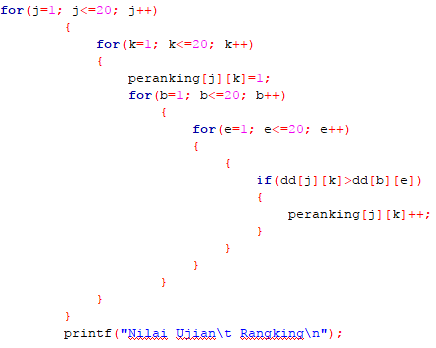 for(j=1; j<=20; j++)
{
for(k=1; k<=20; k++)
{
peranking[j][k]=1;
for(b=1; b<=20; b++)
{
for(e=1; e<=20; e++)
{
{
if(dd[j][k]>dd[b][e])
{
peranking[j][k]++;
}
}
}
}
}
}
printf("Nilai Ujian\t Rangking\n");